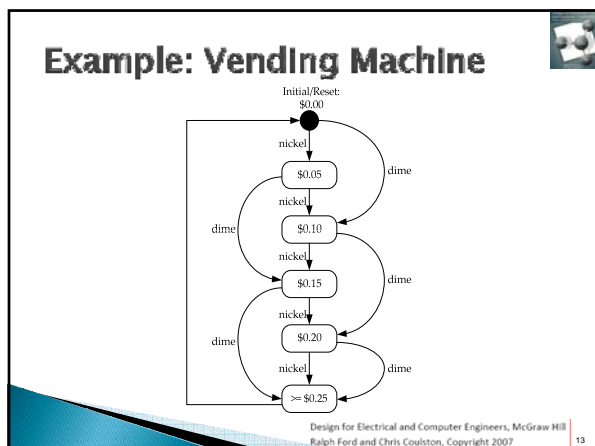 Example: Vending Machine
Initial/Reset:
$0.00
nickel
$0.05
dime
nickel
dime
$0.10
nickel
dime
$0.15
nickel
dime
$0.20
nickel
dime
>= $0.25
Design for Electrical and Computer Engineers, McGraw Hill
Ralph Ford and Chris Coulston, Copyright 2007
13